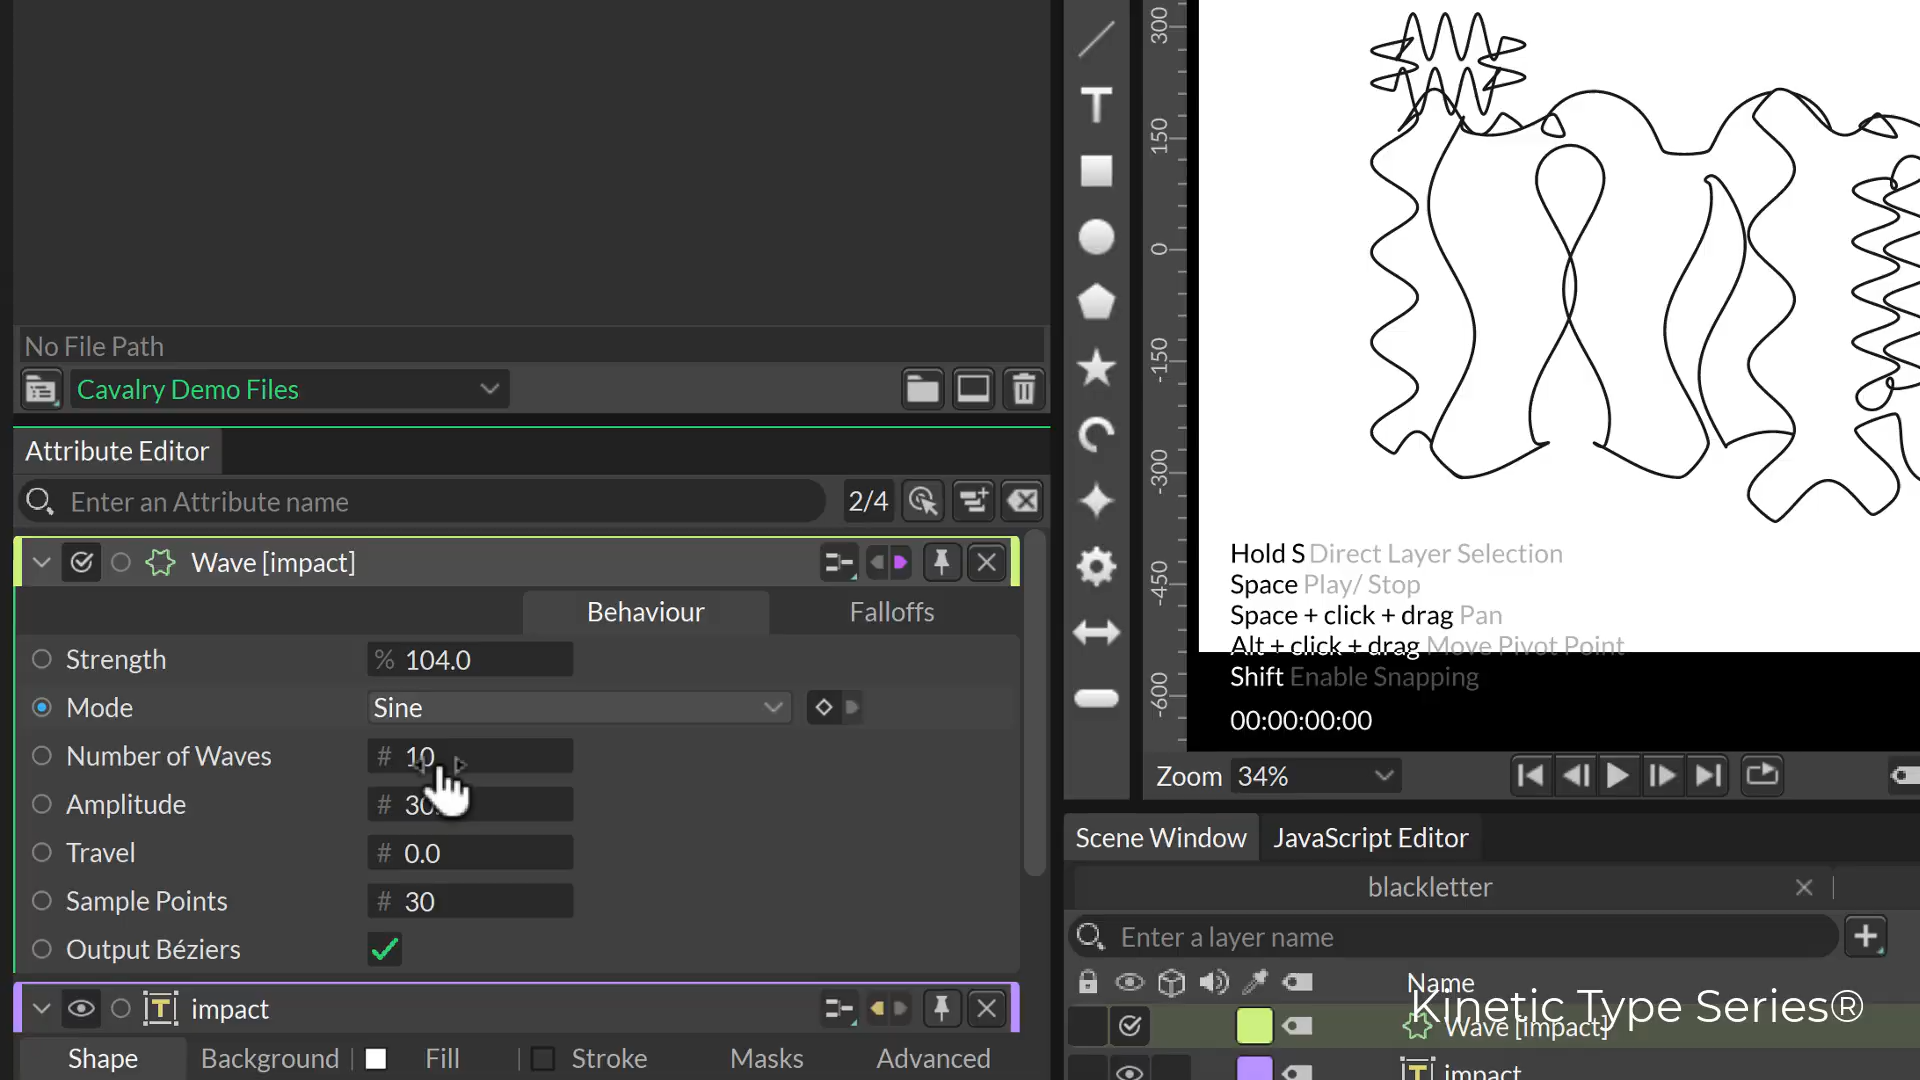 No File Path
Cavalry Demo Files
Attribute Editor
Enter an Attribute name
2/4
Wave [impact]
Behaviour
Falloffs
Strength
% 104.0
Mode
Sine
Number of Waves
# 10
Amplitude
# 30
Travel
# 0.0
Sample Points
# 30
Output Béziers
impact
Shape
Background
Fill
Stroke
Masks
Advanced
300
150
0
-150
-300
-450
-600
Hold S Direct Layer Selection
Space Play/ Stop
Space + click + drag Pan
Alt + click + drag Move Pivot Point
Shift Enable Snapping
00:00:00:00
Zoom 34%
Scene Window
JavaScript Editor
blackletter
Enter a layer name
Name
Kinetic Type Series®
Wave [impact]
impact